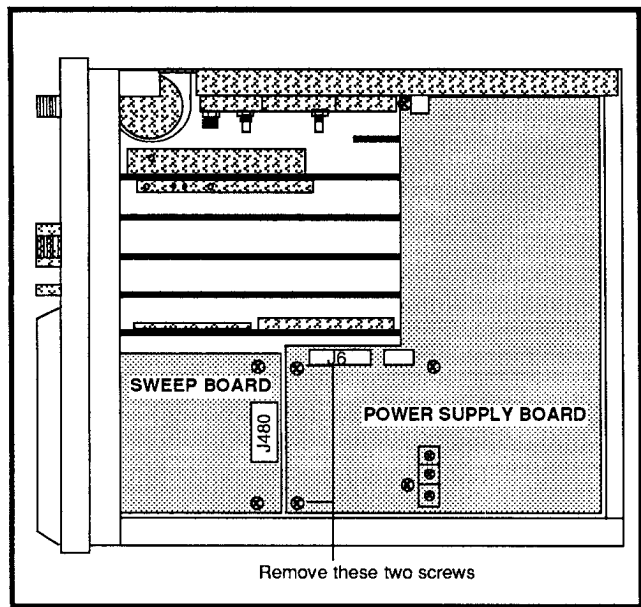 J6
SWEEP BOARD
J480
POWER SUPPLY BOARD
Remove these two screws